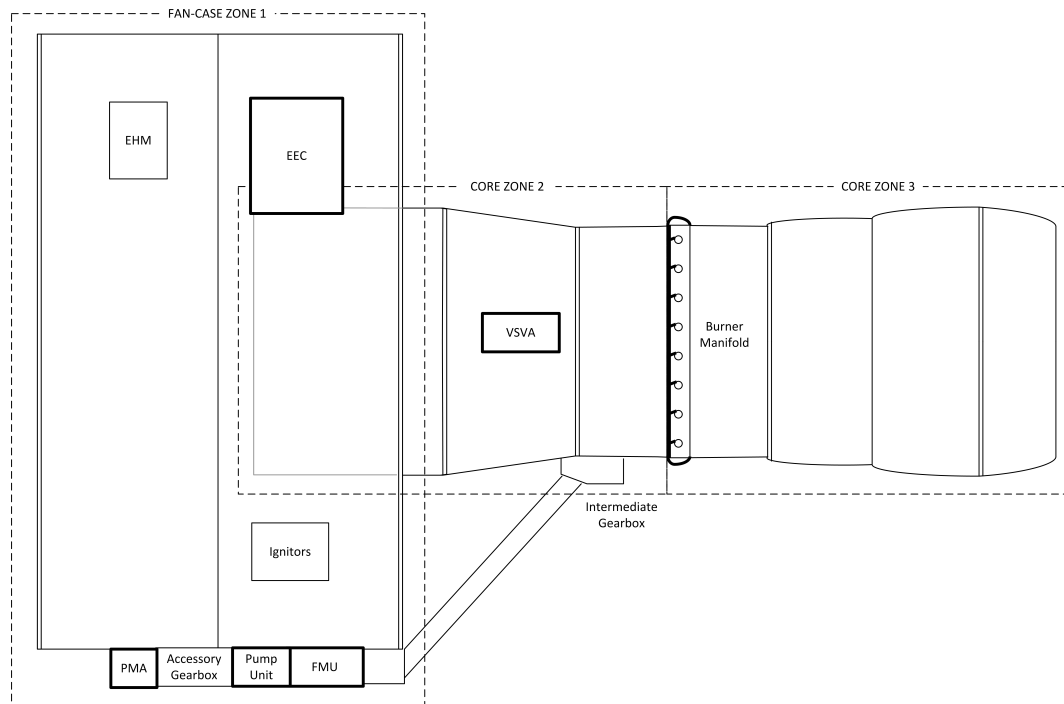 FAN-CASE ZONE 1
EHM
EEC
CORE ZONE 2
CORE ZONE 3
VSVA
Burner
Manifold
Intermediate
Gearbox
Ignitors
PMA
Accessory
Gearbox
Pump
Unit
FMU